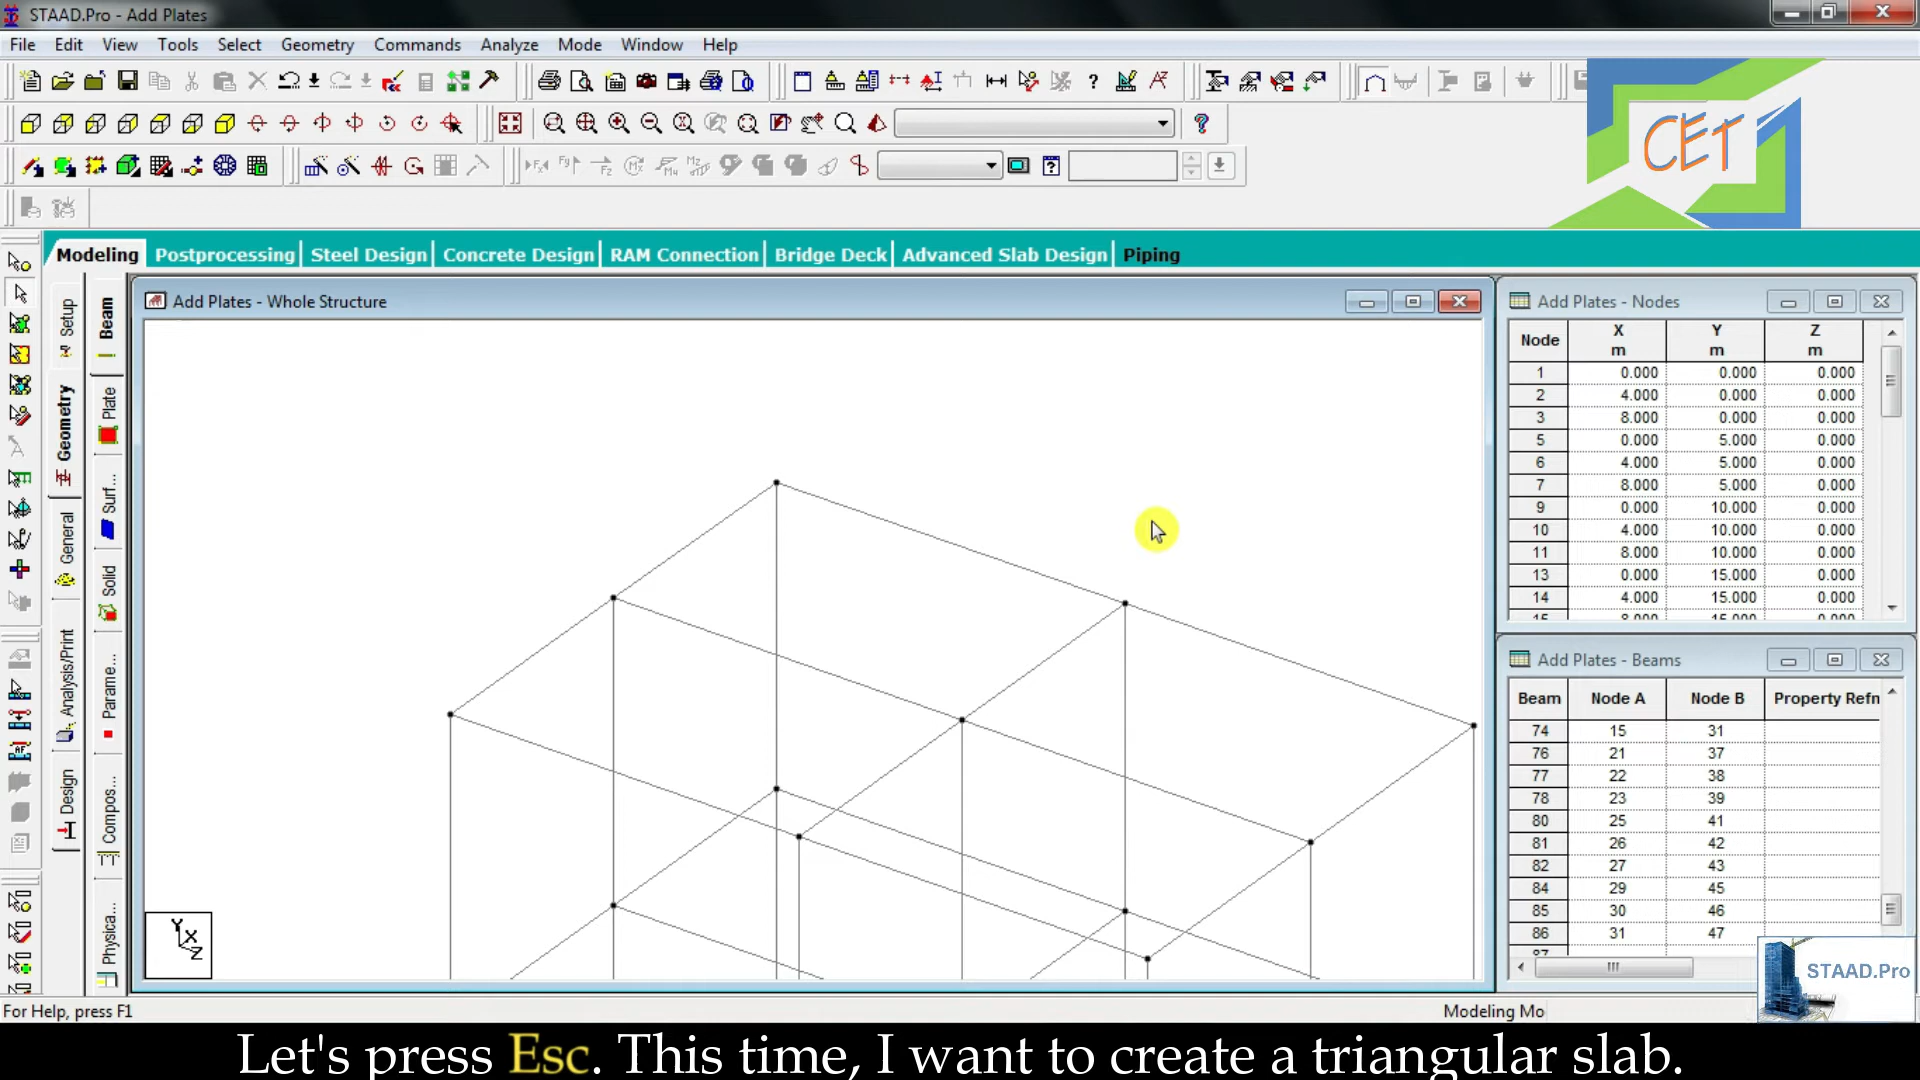 STAAD.Pro - Add Plates
File Edit View Tools Select Geometry Commands Analyze Mode Window Help
CET
Modeling Postprocessing Steel Design Concrete Design RAM Connection Bridge Deck Advanced Slab Design Piping
Setup
Geometry
General
Analysis/Print
Design
Beam
Plate
Surf...
Solid
Parame...
Compos...
Physica...
Add Plates - Whole Structure
Y
X
Z
Add Plates - Nodes
Node X m Y m Z m
1 0.000 0.000 0.000
2 4.000 0.000 0.000
3 8.000 0.000 0.000
5 0.000 5.000 0.000
6 4.000 5.000 0.000
7 8.000 5.000 0.000
9 0.000 10.000 0.000
10 4.000 10.000 0.000
11 8.000 10.000 0.000
13 0.000 15.000 0.000
14 4.000 15.000 0.000
15 8.000 15.000 0.000
Add Plates - Beams
Beam Node A Node B Property Refn
74 15 31
76 21 37
77 22 38
78 23 39
80 25 41
81 26 42
82 27 43
84 29 45
85 30 46
86 31 47
87
STAAD.Pro
For Help, press F1
Modeling Mo
Let's press Esc. This time, I want to create a triangular slab.